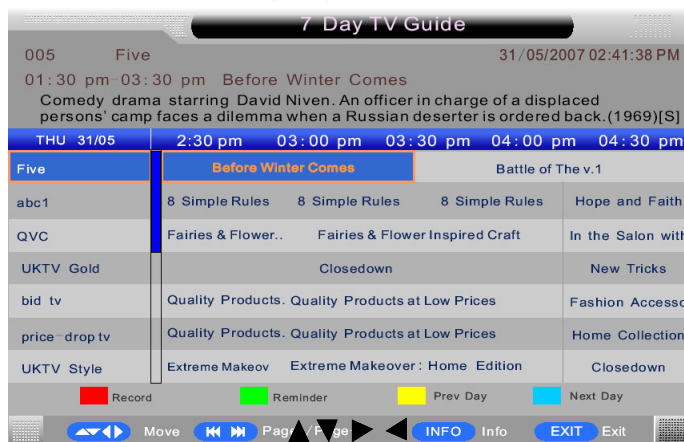 7 Day TV Guide
005 Five 31/05/2007 02:41:38 PM
01:30 pm-03:30 pm Before Winter Comes
Comedy drama starring David Niven. An officer in charge of a displaced
persons' camp faces a dilemma when a Russian deserter is ordered back.(1969)[S]
THU 31/05 2:30 pm 03:00 pm 03:30 pm 04:00 pm 04:30 pm
Five Before Winter Comes Battle of The v.1
abc1 8 Simple Rules 8 Simple Rules 8 Simple Rules Hope and Faith
QVC Fairies & Flower.. Fairies & Flower Inspired Craft In the Salon with
UKTV Gold Closedown New Tricks
bid tv Quality Products. Quality Products at Low Prices Fashion Accesso
price-drop tv Quality Products. Quality Products at Low Prices Home Collection
UKTV Style Extreme Makeov Extreme Makeover: Home Edition Closedown
Record Reminder Prev Day Next Day
Move INFO Info EXIT Exit